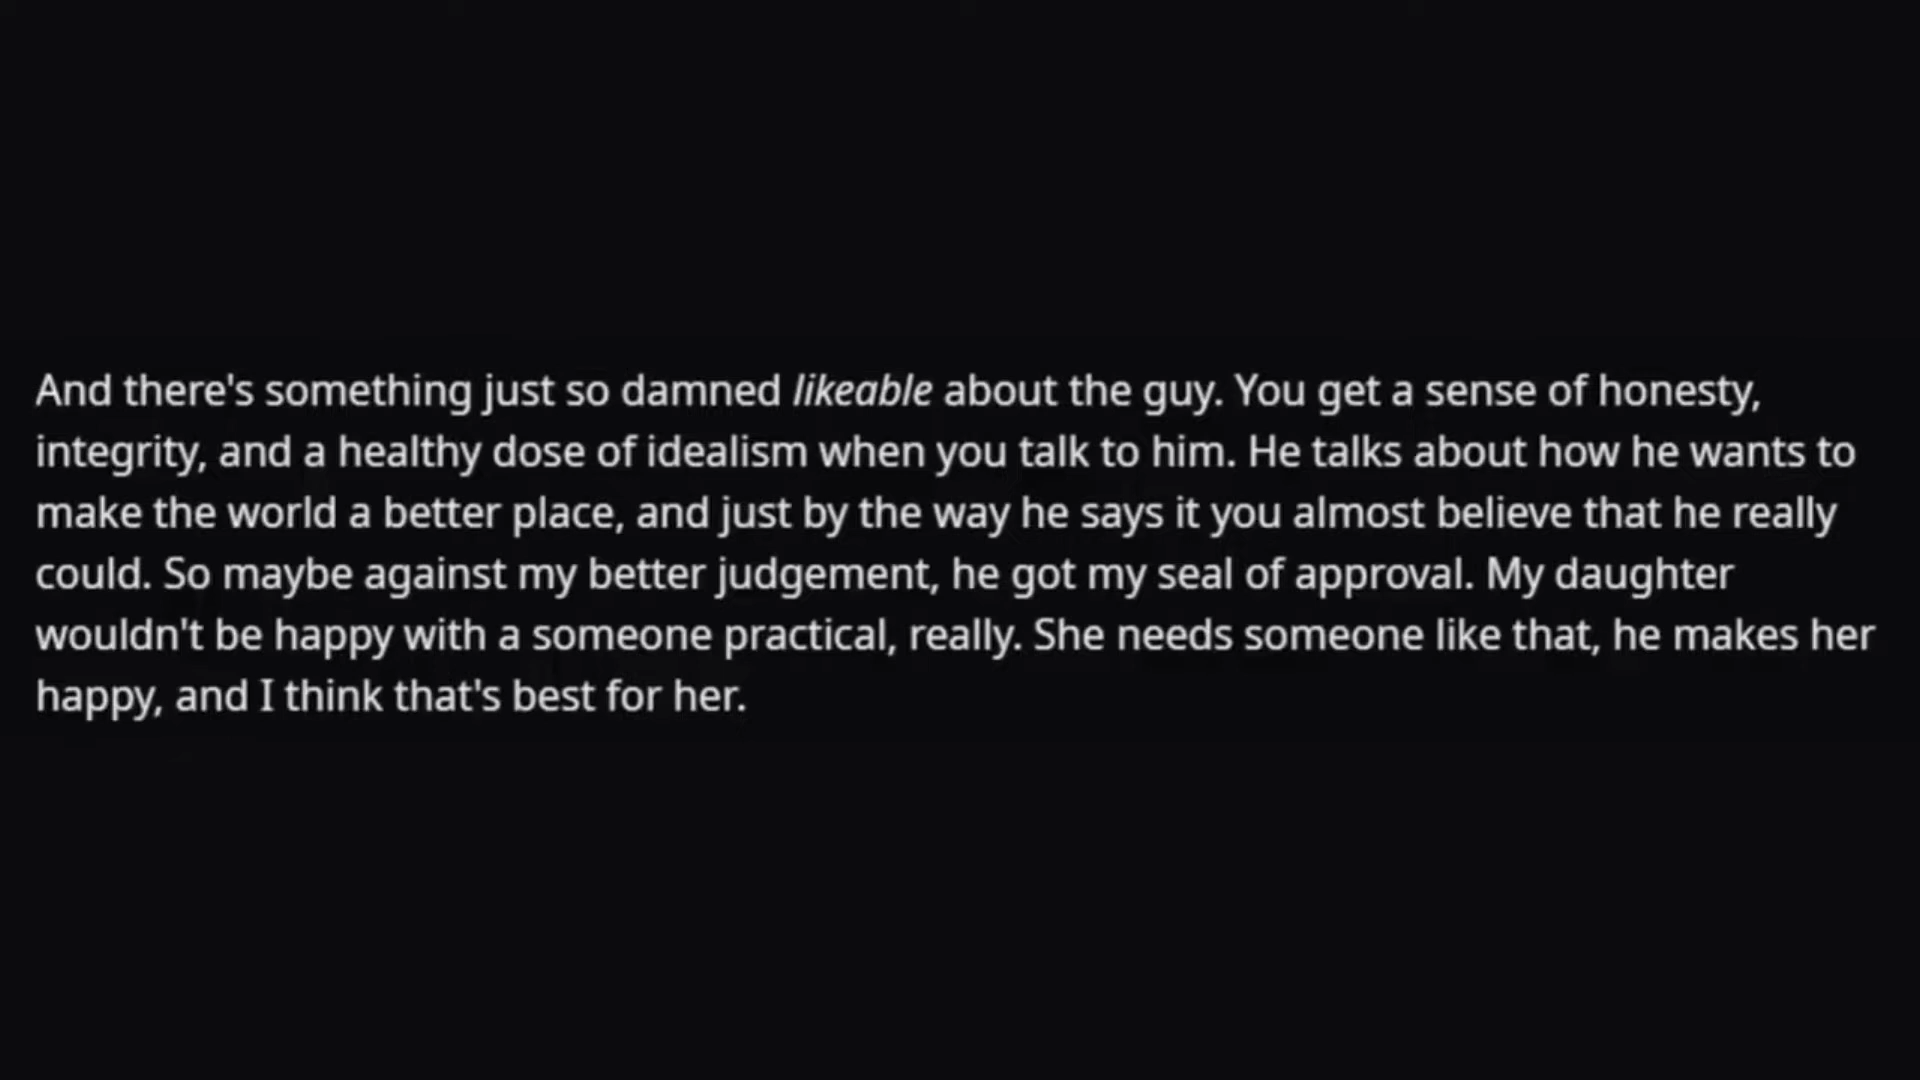 And there's something just so damned likeable about the guy. You get a sense of honesty,
integrity, and a healthy dose of idealism when you talk to him. He talks about how he wants to
make the world a better place, and just by the way he says it you almost believe that he really
could. So maybe against my better judgement, he got my seal of approval. My daughter
wouldn't be happy with a someone practical, really. She needs someone like that, he makes her
happy, and I think that's best for her.